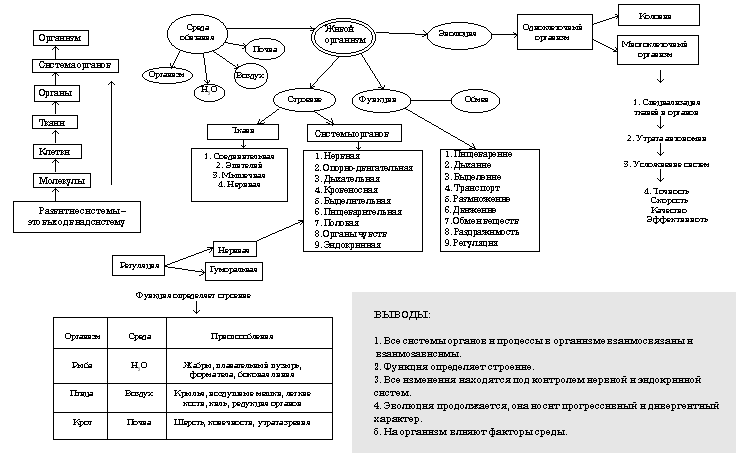 Организм
Система органов
Органы
Ткани
Клетки
Молекулы
Развитие системы –
это выход в надсистему
Среда
обитания
Почва
Воздух
H2O
Организм
Живой
организм
Эволюция
Одноклеточный
организм
Колония
Многоклеточный
организм
1. Специализация
тканей и органов
2. Утрата автономии
3. Усложнение систем
4. Точность
Скорость
Качество
Эффективность
Строение
Функции
Обмен
Ткани
1. Соединительная
2. Эпителий
3. Мышечная
4. Нервная
Системы органов
1. Нервная
2. Опорно-двигательная
3. Дыхательная
4. Кровеносная
5. Выделительная
6. Пищеварительная
7. Половая
8. Органы чувств
9. Эндокринная
1. Пищеварение
2. Дыхание
3. Выделение
4. Транспорт
5. Размножение
6. Движение
7. Обмен веществ
8. Раздражимость
9. Регуляция
Регуляция
Нервная
Гуморальная
Функция определяет строение
Организм Среда Приспособления
Рыба H2O Жабры, плавательный пузырь,
форма тела, боковая линия
Птица Воздух Крылья, воздушные мешки, легкие
кости, киль, редукция органов
Крот Почва Шерсть, конечности, утрата зрения
ВЫВОДЫ:
1. Все системы органов и процессы в организме взаимосвязаны и
взаимозависимы.
2. Функция определяет строение.
3. Все изменения находятся под контролем нервной и эндокринной
систем.
4. Эволюция продолжается, она носит прогрессивный и дивергентный
характер.
5. На организм влияют факторы среды.